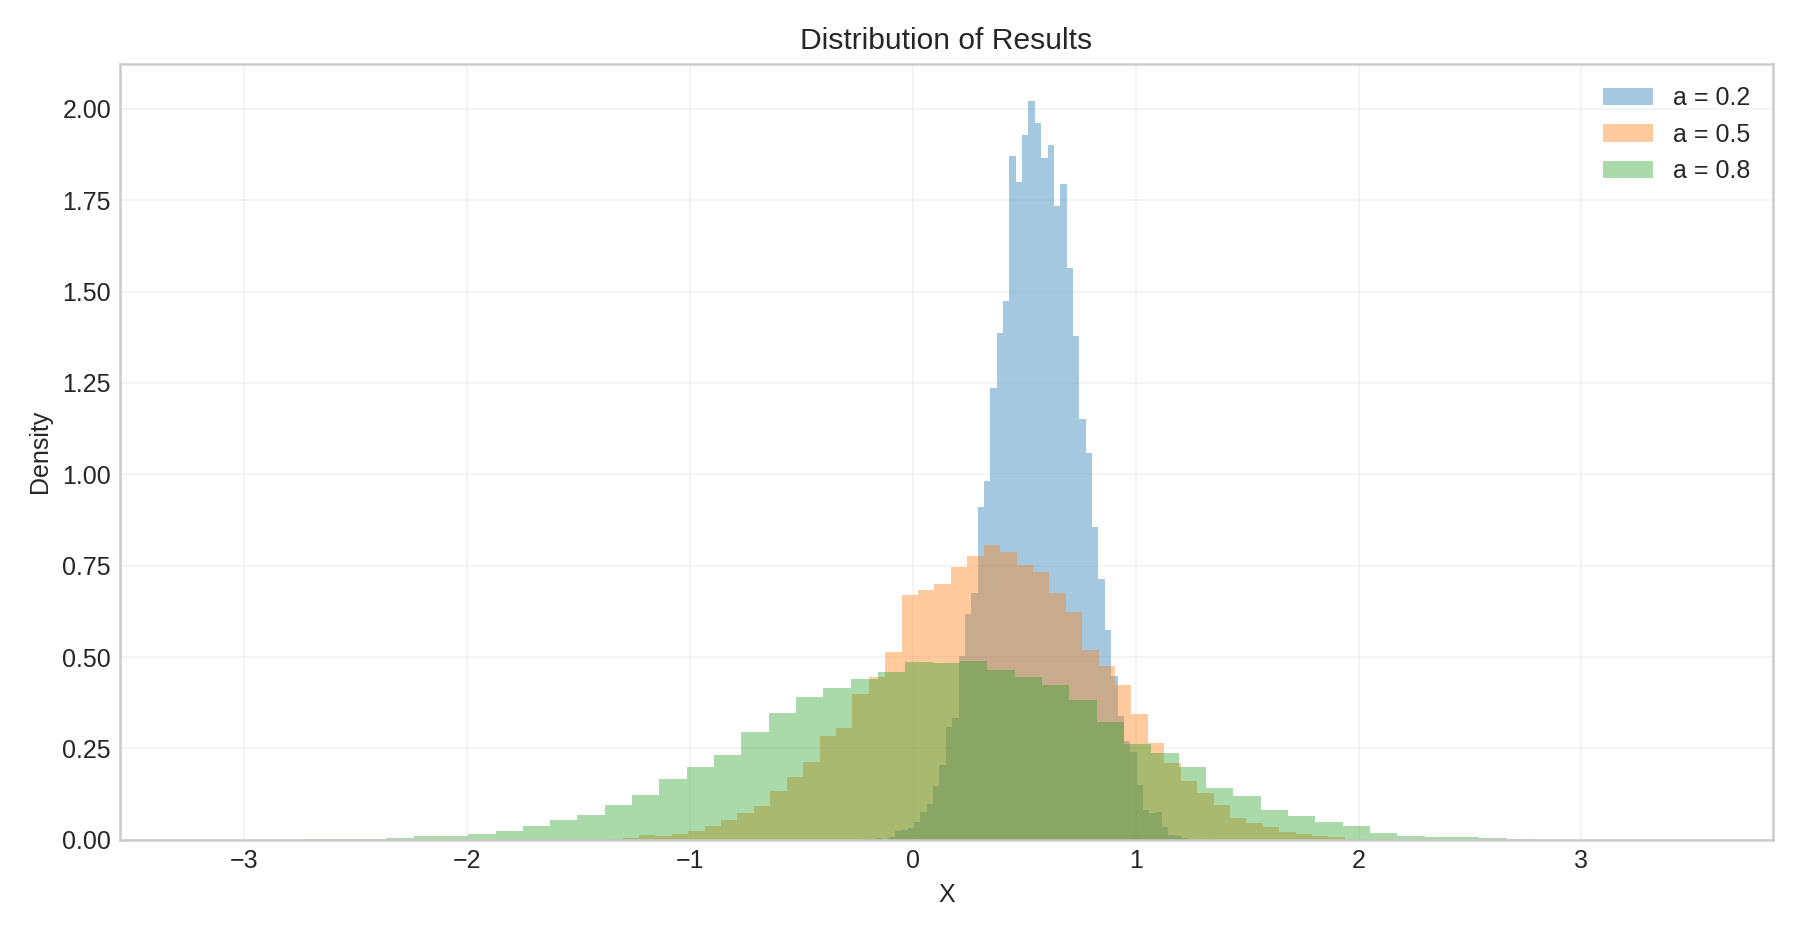 Distribution of Results
a = 0.2
a = 0.5
a = 0.8
Density
2.00
1.75
1.50
1.25
1.00
0.75
0.50
0.25
0.00
−3 −2 −1 0 1 2 3
X